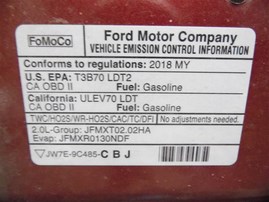 FoMoCo
Ford Motor Company
VEHICLE EMISSION CONTROL INFORMATION
Conforms to regulations: 2018 MY
U.S. EPA: T3B70 LDT2
CA OBD II Fuel: Gasoline
California: ULEV70 LDT
CA OBD II Fuel: Gasoline
TWC/HO2S/WR-HO2S/CAC/TC/DFI No adjustments needed.
2.0L-Group: JFMXT02.02HA
Evap: JFMXR0130NDF
JW7E-9C485-CBJ